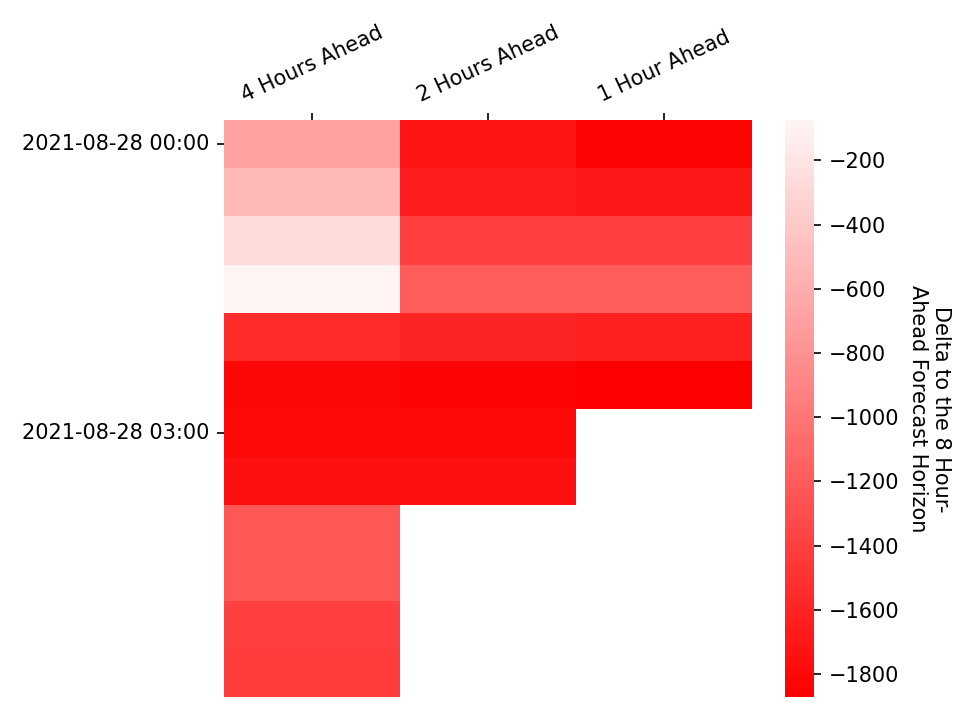 4 Hours Ahead
2 Hours Ahead
1 Hour Ahead
2021-08-28 00:00
2021-08-28 03:00
−200
−400
−600
−800
−1000
−1200
−1400
−1600
−1800
Delta to the 8 Hour-
Ahead Forecast Horizon